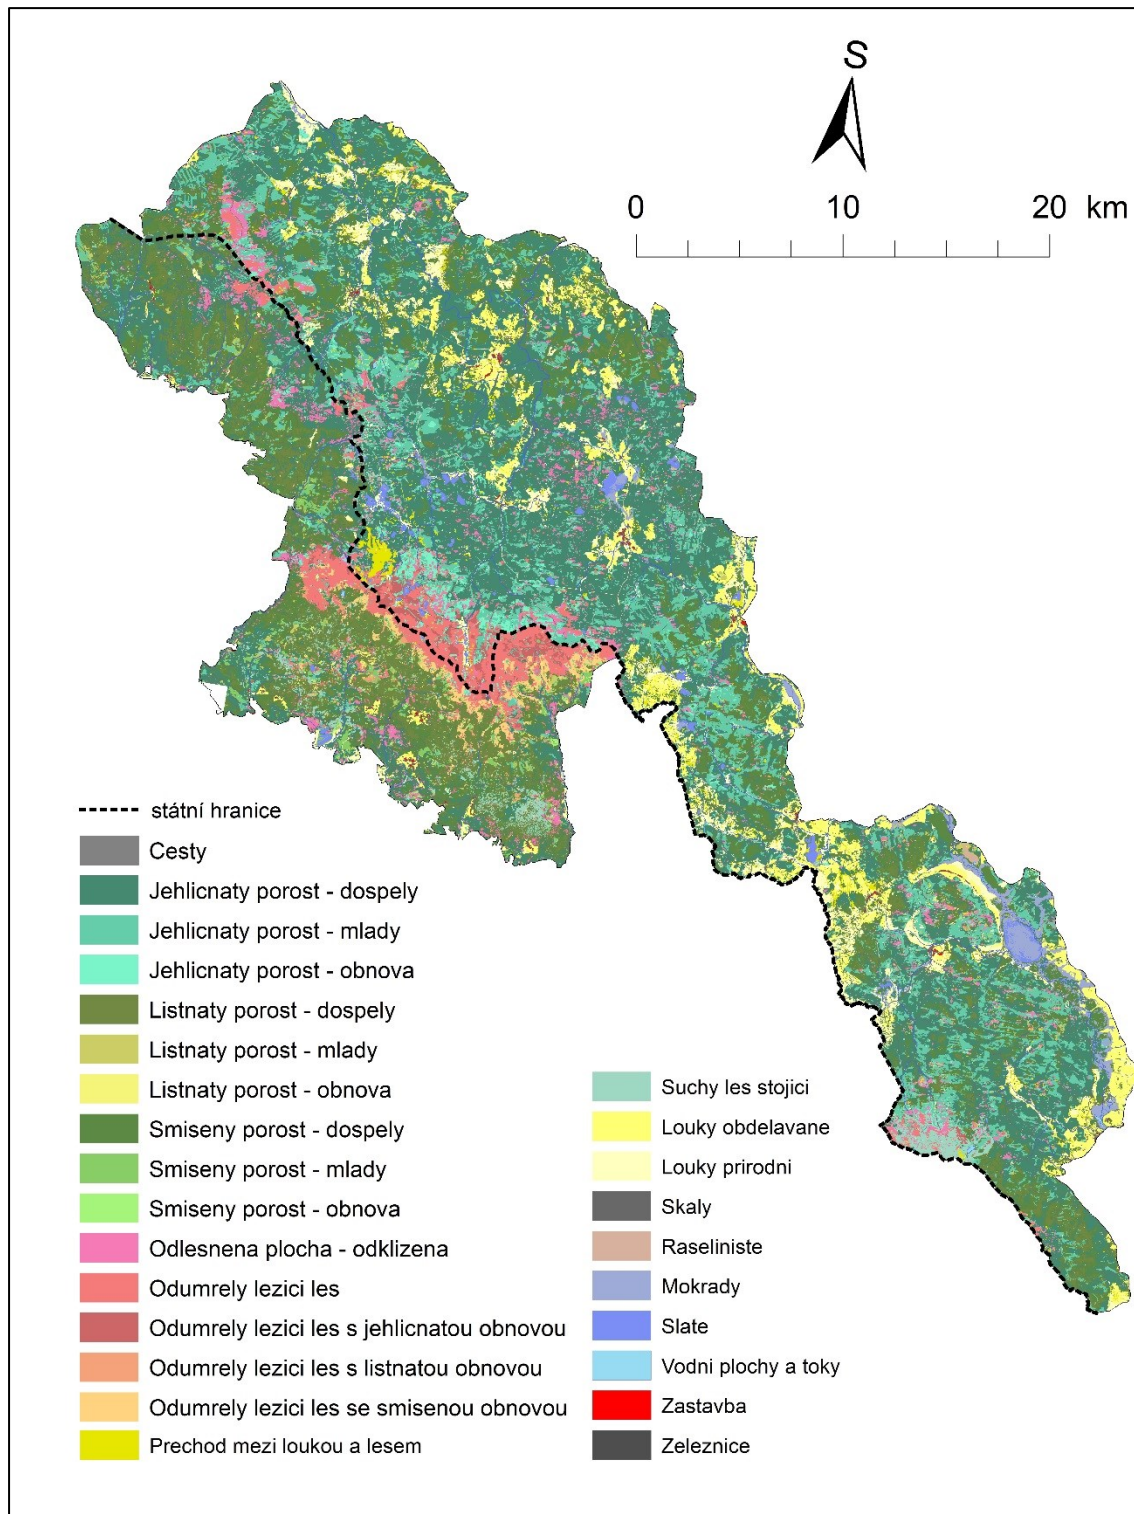 S
0 10 20 km
státní hranice
Cesty
Jehlicnaty porost - dospely
Jehlicnaty porost - mlady
Jehlicnaty porost - obnova
Listnaty porost - dospely
Listnaty porost - mlady
Listnaty porost - obnova
Smiseny porost - dospely
Smiseny porost - mlady
Smiseny porost - obnova
Odlesnena plocha - odklizena
Odumrely lezici les
Odumrely lezici les s jehlicnatou obnovou
Odumrely lezici les s listnatou obnovou
Odumrely lezici les se smisenou obnovou
Prechod mezi loukou a lesem
Suchy les stojici
Louky obdelavane
Louky prirodni
Skaly
Raseliniste
Mokrady
Slate
Vodni plochy a toky
Zastavba
Zeleznice